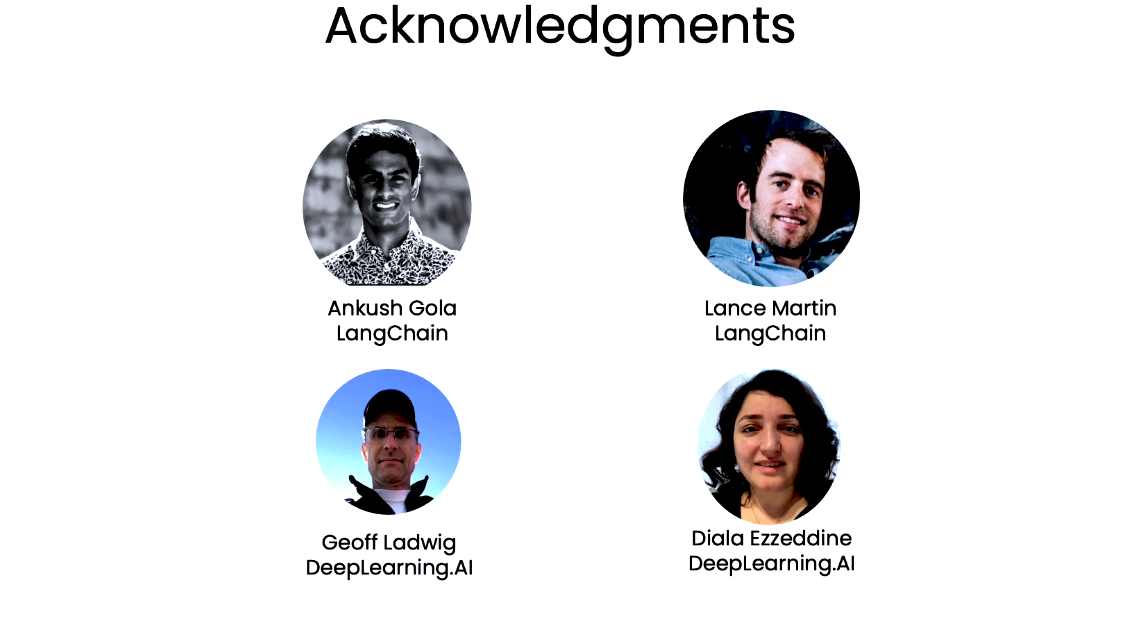 Acknowledgments
Ankush Gola
LangChain
Lance Martin
LangChain
Geoff Ladwig
DeepLearning.AI
Diala Ezzeddine
DeepLearning.AI